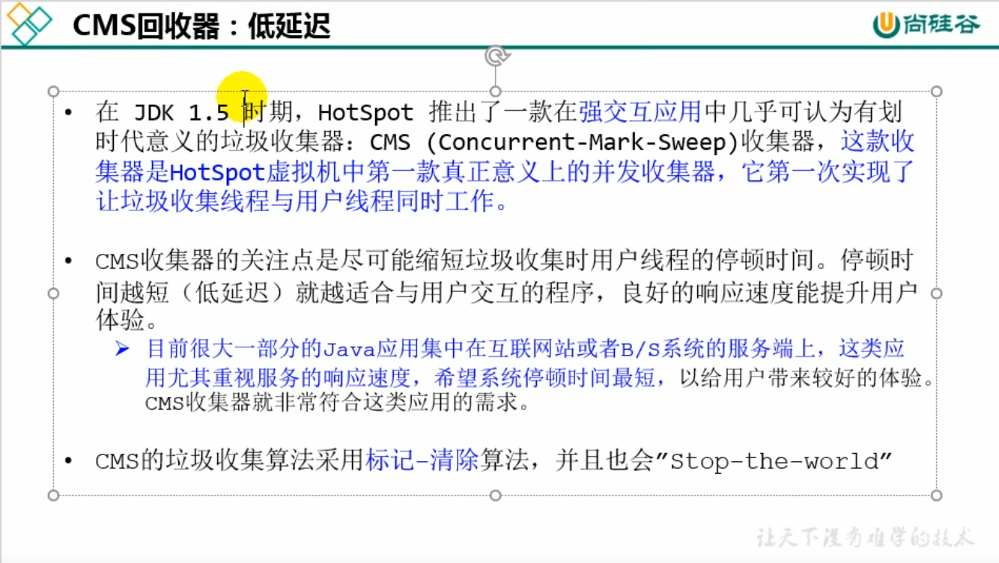 CMS回收器：低延迟
尚硅谷
• 在 JDK 1.5 时期，HotSpot 推出了一款在强交互应用中几乎可认为有划
时代意义的垃圾收集器：CMS (Concurrent-Mark-Sweep)收集器，这款收
集器是HotSpot虚拟机中第一款真正意义上的并发收集器，它第一次实现了
让垃圾收集线程与用户线程同时工作。
• CMS收集器的关注点是尽可能缩短垃圾收集时用户线程的停顿时间。停顿时
间越短（低延迟）就越适合与用户交互的程序，良好的响应速度能提升用户
体验。
➢ 目前很大一部分的Java应用集中在互联网站或者B/S系统的服务端上，这类应
用尤其重视服务的响应速度，希望系统停顿时间最短，以给用户带来较好的体验。
CMS收集器就非常符合这类应用的需求。
• CMS的垃圾收集算法采用标记-清除算法，并且也会”Stop-the-world”
让天下没有难学的技术